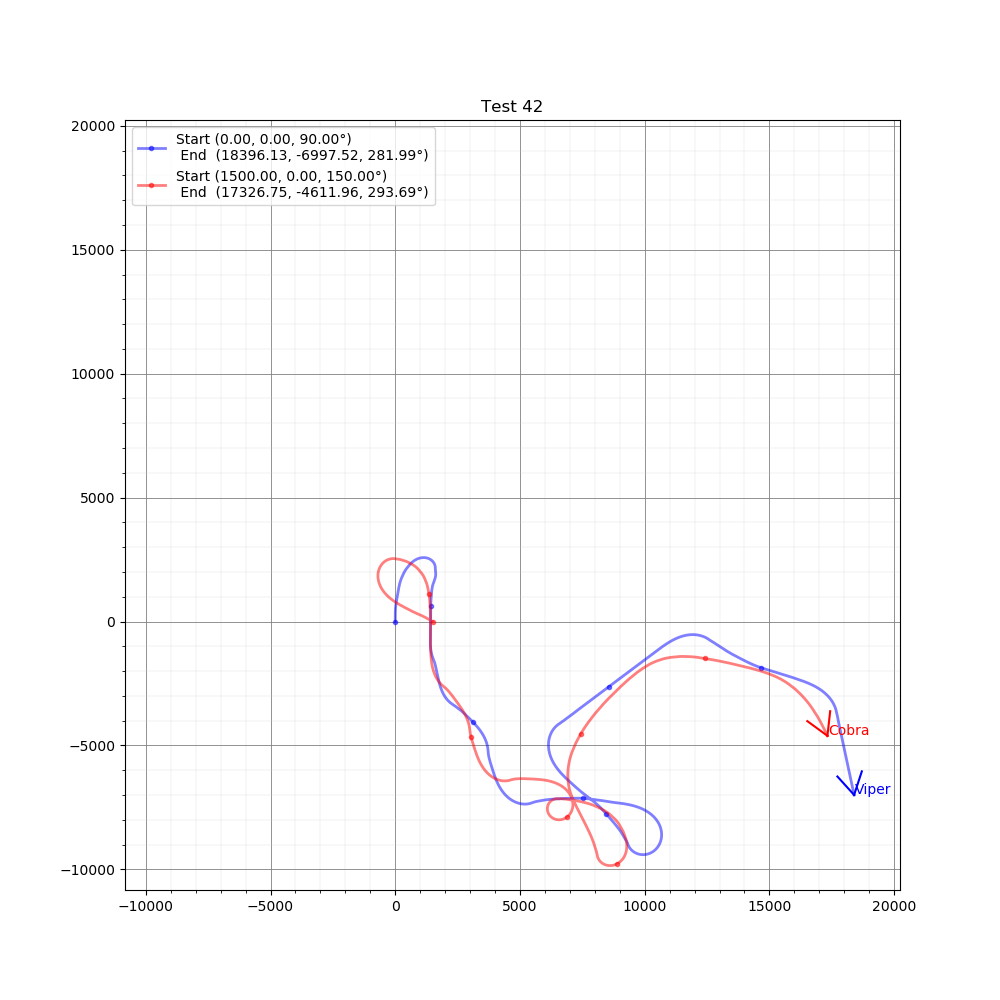 Test 42
Start (0.00, 0.00, 90.00°)
End (18396.13, -6997.52, 281.99°)
Start (1500.00, 0.00, 150.00°)
End (17326.75, -4611.96, 293.69°)
20000
15000
10000
5000
0
−5000
−10000
Cobra
Viper
−10000 −5000 0 5000 10000 15000 20000